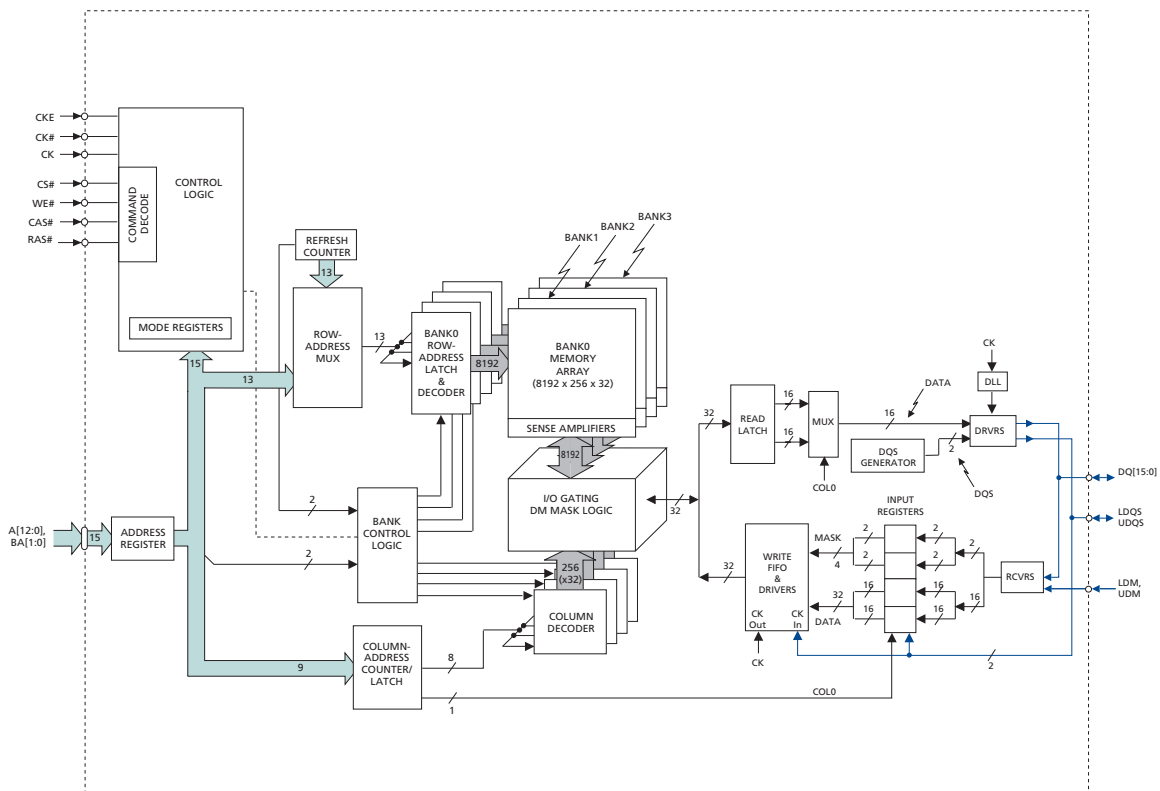 CKE
CK#
CK
CS#
WE#
CAS#
RAS#
COMMAND
DECODE
CONTROL
LOGIC
MODE REGISTERS
REFRESH
COUNTER
13
ROW-
ADDRESS
MUX
13
15
13
BANK0
ROW-
ADDRESS
LATCH
&
DECODER
8192
BANK1
BANK2
BANK3
BANK0
MEMORY
ARRAY
(8192 x 256 x 32)
SENSE AMPLIFIERS
8192
I/O GATING
DM MASK LOGIC
32
256
(x32)
COLUMN
DECODER
2
2
BANK
CONTROL
LOGIC
A[12:0],
BA[1:0]
15
ADDRESS
REGISTER
9
COLUMN-
ADDRESS
COUNTER/
LATCH
8
1
COL0
32
READ
LATCH
16
16
MUX
COL0
16
DATA
DQS
GENERATOR
2
DQS
CK
DLL
DRVRS
DQ[15:0]
LDQS
UDQS
LDM,
UDM
INPUT
REGISTERS
32
WRITE
FIFO
&
DRIVERS
CK
Out
CK
In
CK
MASK
4
32
DATA
2
2
16
16
2
2
16
16
2
16
RCVRS
2